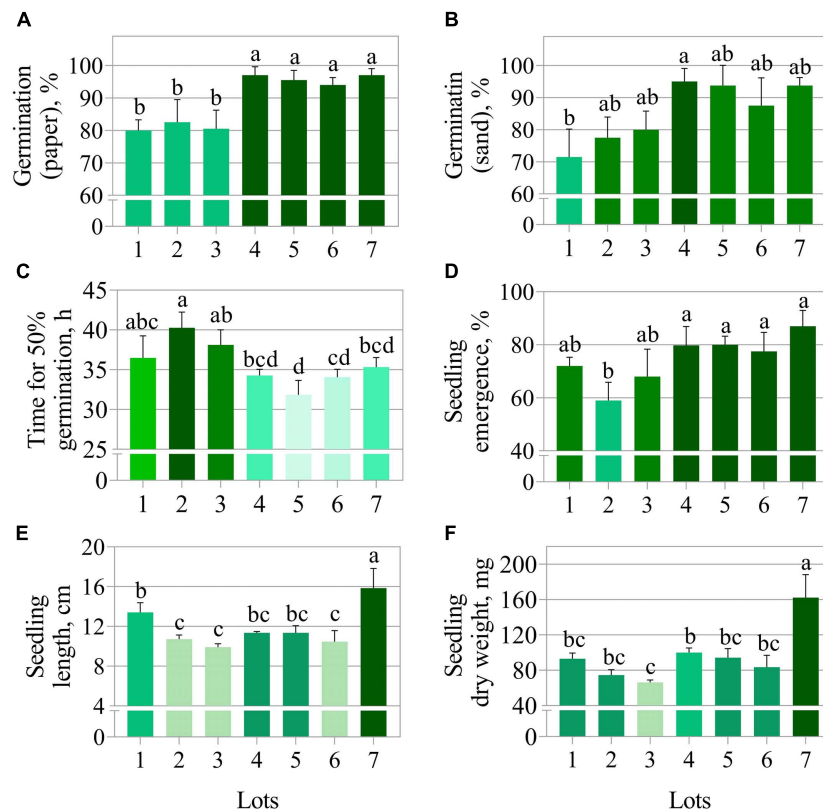 A
Germination
(paper), %
100
90
80
70
60
0
b b b a a a a
1 2 3 4 5 6 7
B
Germinatin
(sand), %
100
90
80
70
60
0
b ab ab a ab ab ab
1 2 3 4 5 6 7
C
Time for 50%
germination, h
45
40
35
30
25
0
abc a ab bcd d cd bcd
1 2 3 4 5 6 7
D
Seedling
emergence, %
100
80
60
40
0
ab b ab a a a a
1 2 3 4 5 6 7
E
Seedling
length, cm
20
16
12
8
4
0
b c c bc bc c a
1 2 3 4 5 6 7
Lots
F
Seedling
dry weight, mg
200
160
120
80
40
0
bc bc c b bc bc a
1 2 3 4 5 6 7
Lots